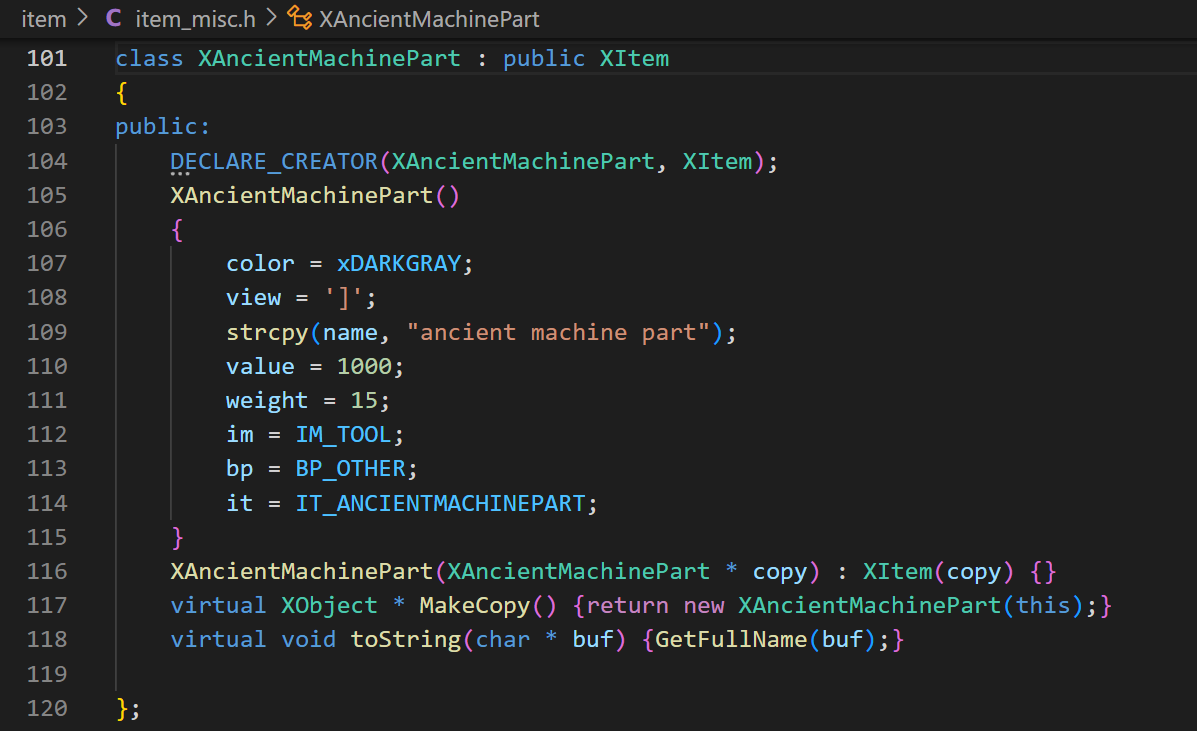 item > C item_misc.h > XAncientMachinePart
101 class XAncientMachinePart : public XItem
102 {
103 public:
104     DECLARE_CREATOR(XAncientMachinePart, XItem);
105     XAncientMachinePart()
106     {
107         color = xDARKGRAY;
108         view = ']';
109         strcpy(name, "ancient machine part");
110         value = 1000;
111         weight = 15;
112         im = IM_TOOL;
113         bp = BP_OTHER;
114         it = IT_ANCIENTMACHINEPART;
115     }
116     XAncientMachinePart(XAncientMachinePart * copy) : XItem(copy) {}
117     virtual XObject * MakeCopy() {return new XAncientMachinePart(this);}
118     virtual void toString(char * buf) {GetFullName(buf);}
119
120 };